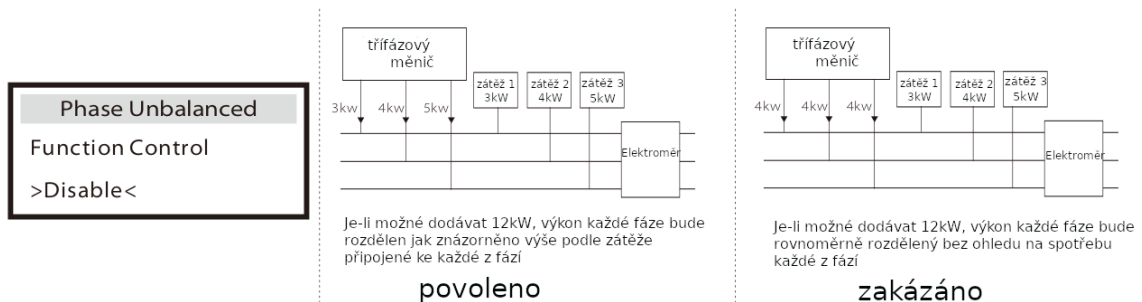 Phase Unbalanced
Function Control
>Disable<
třífázový
měnič
zátěž 1
3kW
zátěž 2
4kW
zátěž 3
5kW
3kw
4kw
5kw
Elektroměr
Je-li možné dodávat 12kW, výkon každé fáze bude
rozdělen jak znázorněno výše podle zátěže
připojené ke každé z fází
povoleno
třífázový
měnič
zátěž 1
3kW
zátěž 2
4kW
zátěž 3
5kW
4kw
4kw
4kw
Elektroměr
Je-li možné dodávat 12kW, výkon každé fáze bude
rovnoměrně rozdělený bez ohledu na spotřebu
každé z fází
zakázáno